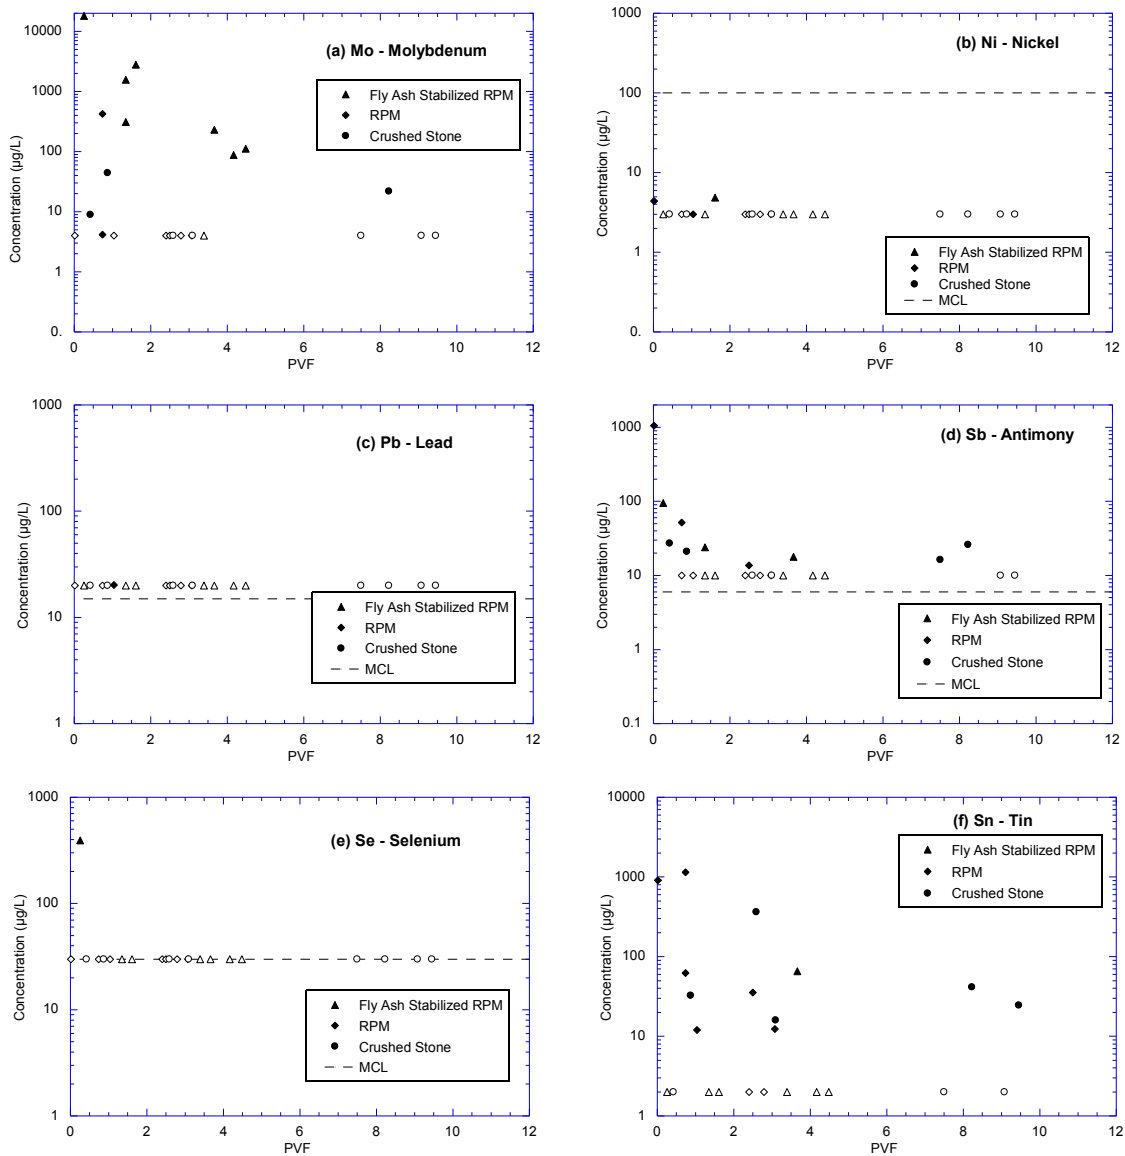 (a) Mo - Molybdenum
Concentration (µg/L)
10000
1000
100
10
1
0.
Fly Ash Stabilized RPM
RPM
Crushed Stone
0 2 4 6 8 10 12
PVF
(b) Ni - Nickel
Concentration (µg/L)
1000
100
10
1
0.
Fly Ash Stabilized RPM
RPM
Crushed Stone
MCL
0 2 4 6 8 10 12
PVF
(c) Pb - Lead
Concentration (µg/L)
1000
100
10
1
Fly Ash Stabilized RPM
RPM
Crushed Stone
MCL
0 2 4 6 8 10 12
PVF
(d) Sb - Antimony
Concentration (µg/L)
1000
100
10
1
0.1
Fly Ash Stabilized RPM
RPM
Crushed Stone
MCL
0 2 4 6 8 10 12
PVF
(e) Se - Selenium
Concentration (µg/L)
1000
100
10
1
Fly Ash Stabilized RPM
RPM
Crushed Stone
MCL
0 2 4 6 8 10 12
PVF
(f) Sn - Tin
Concentration (µg/L)
10000
1000
100
10
1
Fly Ash Stabilized RPM
RPM
Crushed Stone
0 2 4 6 8 10 12
PVF